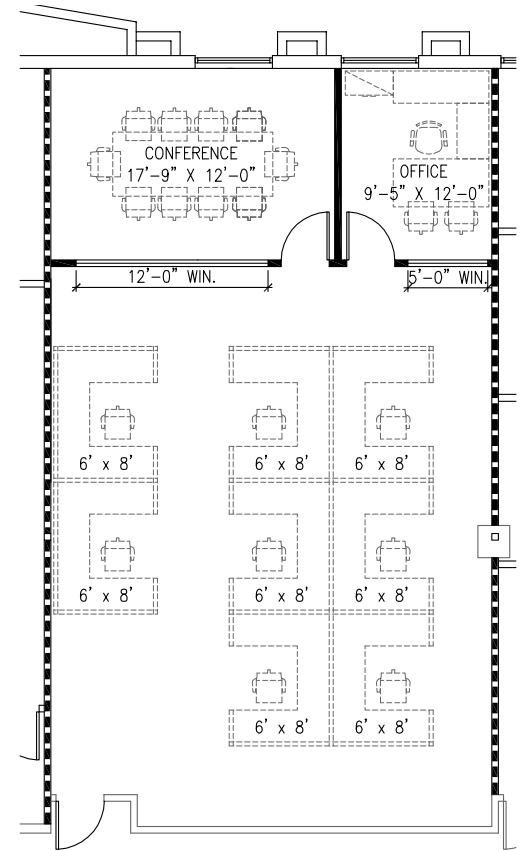 CONFERENCE
17'-9" X 12'-0"
OFFICE
9'-5" X 12'-0"
12'-0" WIN.
5'-0" WIN.
6' x 8'
6' x 8'
6' x 8'
6' x 8'
6' x 8'
6' x 8'
6' x 8'
6' x 8'